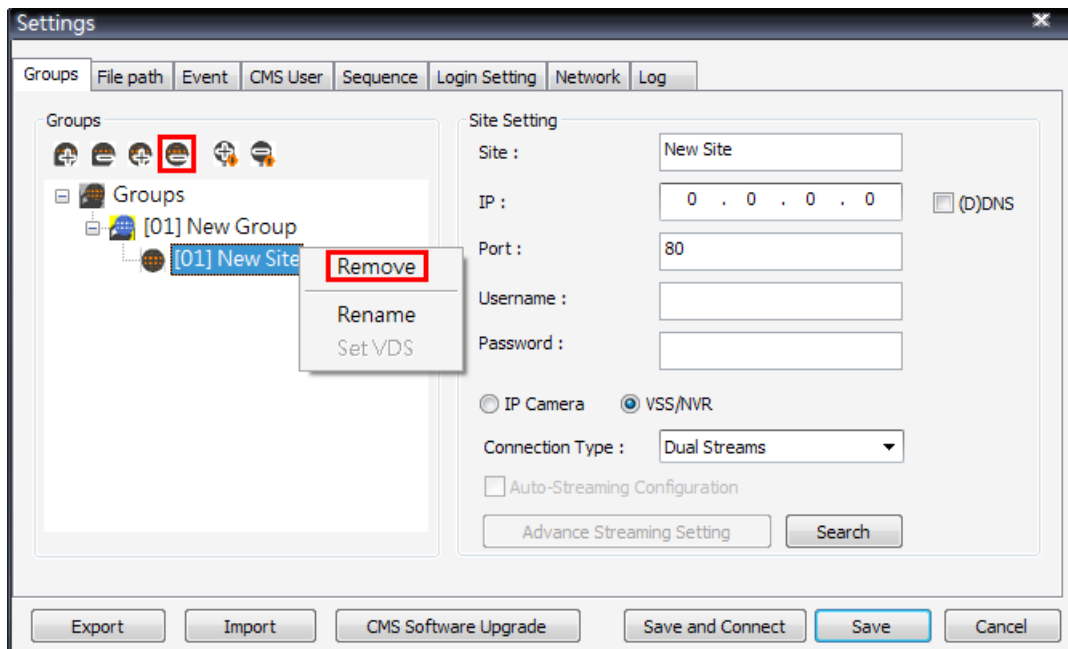 Settings
Groups File path Event CMS User Sequence Login Setting Network Log
Groups
Groups
[01] New Group
[01] New Site
Remove
Rename
Set VDS
Site Setting
Site : New Site
IP : 0 . 0 . 0 . 0 (D)DNS
Port : 80
Username :
Password :
IP Camera VSS/NVR
Connection Type : Dual Streams
Auto-Streaming Configuration
Advance Streaming Setting Search
Export Import CMS Software Upgrade Save and Connect Save Cancel